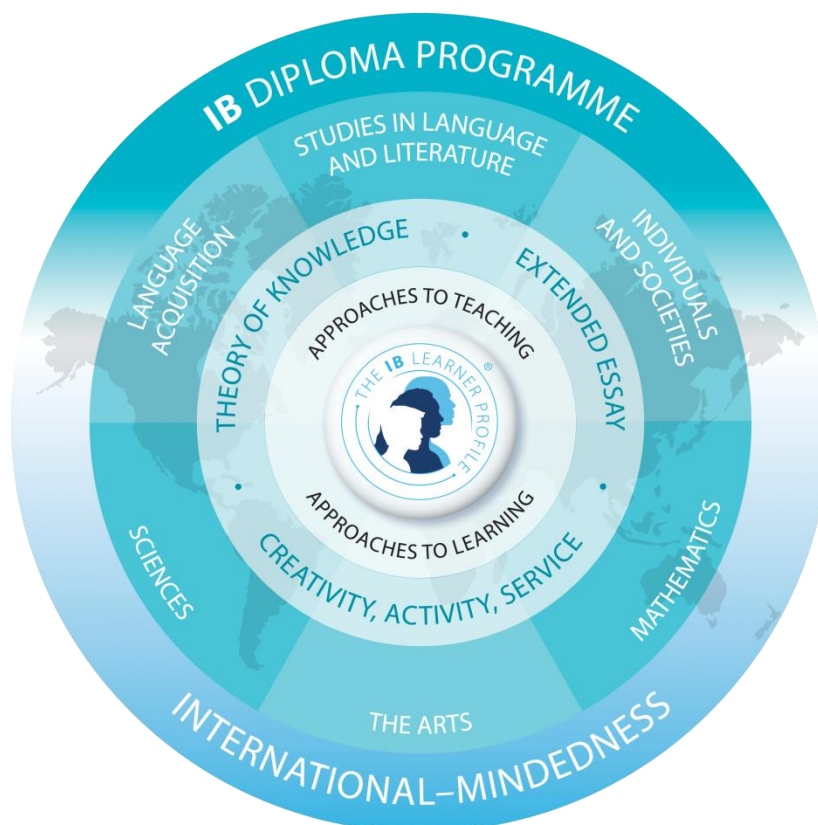 IB DIPLOMA PROGRAMME
STUDIES IN LANGUAGE
AND LITERATURE
LANGUAGE
ACQUISITION
INDIVIDUALS
AND SOCIETIES
THEORY OF KNOWLEDGE
•
EXTENDED ESSAY
•
CREATIVITY, ACTIVITY, SERVICE
•
APPROACHES TO TEACHING
THE IB LEARNER PROFILE ®
APPROACHES TO LEARNING
SCIENCES
MATHEMATICS
THE ARTS
INTERNATIONAL–MINDEDNESS